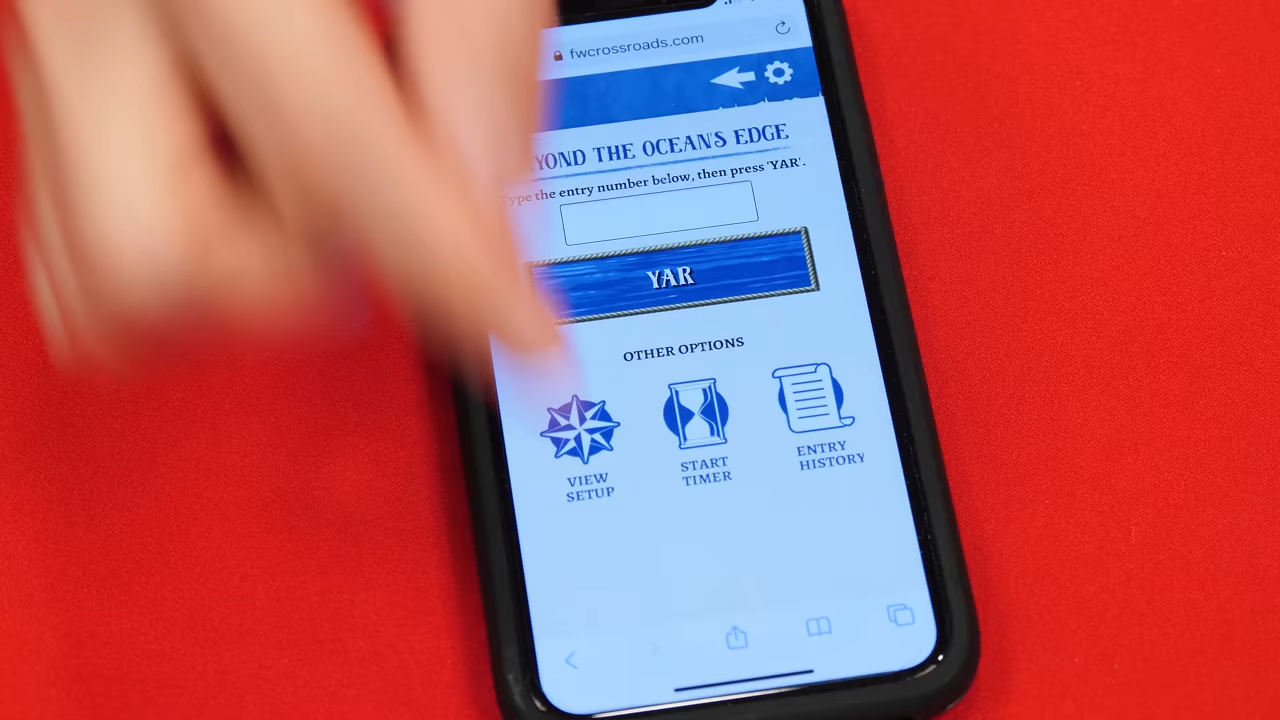 fwcrossroads.com
YOND THE OCEAN'S EDGE
Type the entry number below, then press 'YAR'.
YAR
OTHER OPTIONS
VIEW
SETUP
START
TIMER
ENTRY
HISTORY